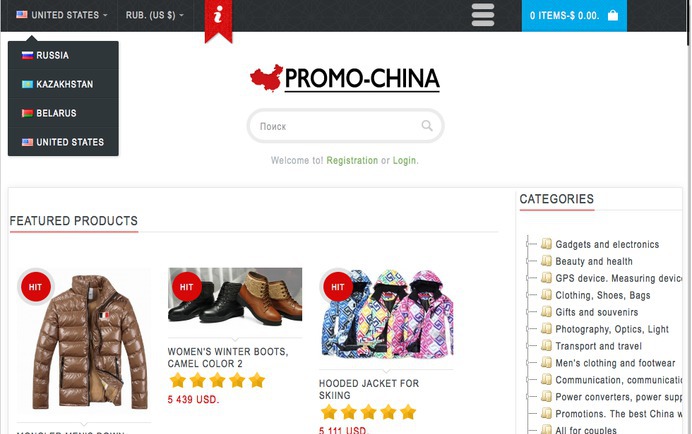 UNITED STATES
RUB. (US $)
0 ITEMS-$ 0.00.
RUSSIA
KAZAKHSTAN
BELARUS
UNITED STATES
PROMO-CHINA
Поиск
Welcome! Registration or Login.
FEATURED PRODUCTS
HIT
HIT
HIT
WOMEN'S WINTER BOOTS,
CAMEL COLOR 2
5 439 USD.
HOODED JACKET FOR
SKIING
5 111 USD.
CATEGORIES
Gadgets and electronics
Beauty and health
GPS device. Measuring device
Clothing, Shoes, Bags
Gifts and souvenirs
Photography, Optics, Light
Transport and travel
Men's clothing and footwear
Communication, communicatio
Power converters, power supp
Promotions. The best China w
All for couples